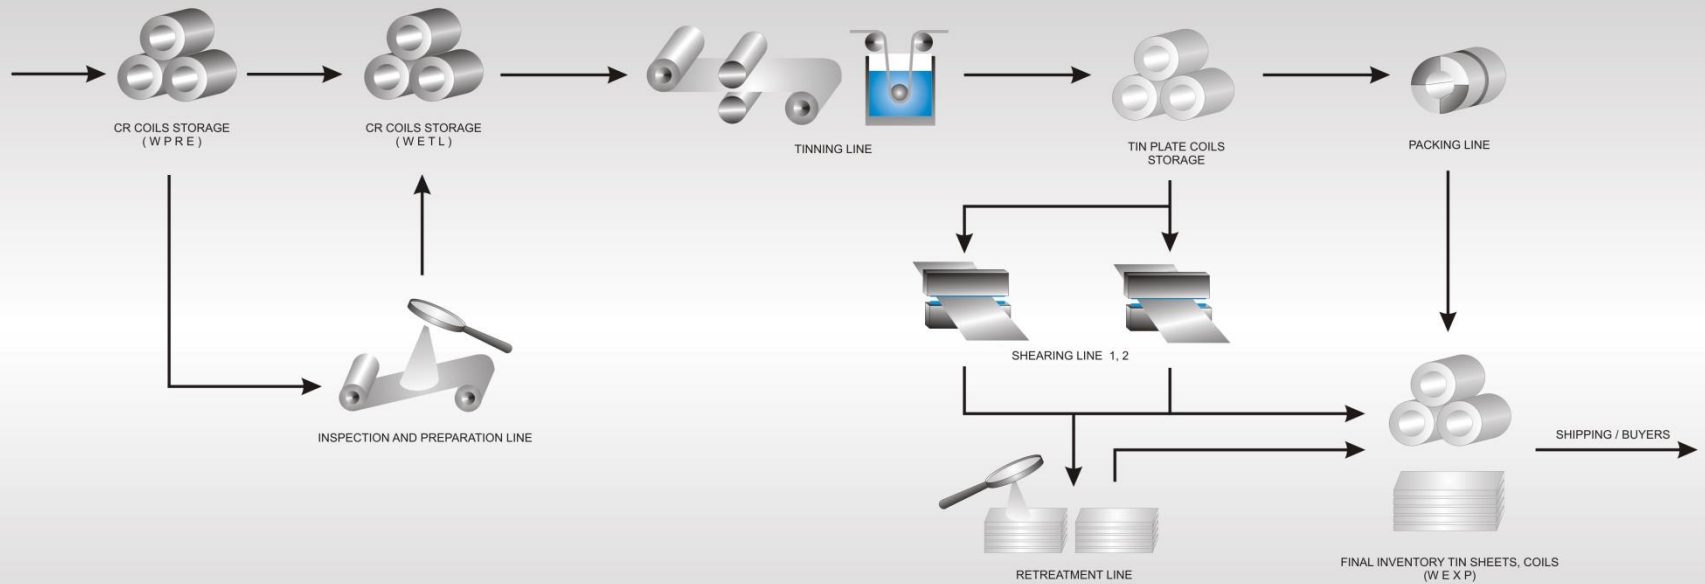 CR COILS STORAGE
( W P R E )
CR COILS STORAGE
( W E T L )
TINNING LINE
TIN PLATE COILS
STORAGE
PACKING LINE
SHEARING LINE 1, 2
INSPECTION AND PREPARATION LINE
SHIPPING / BUYERS
RETREATMENT LINE
FINAL INVENTORY TIN SHEETS, COILS
(W E X P)